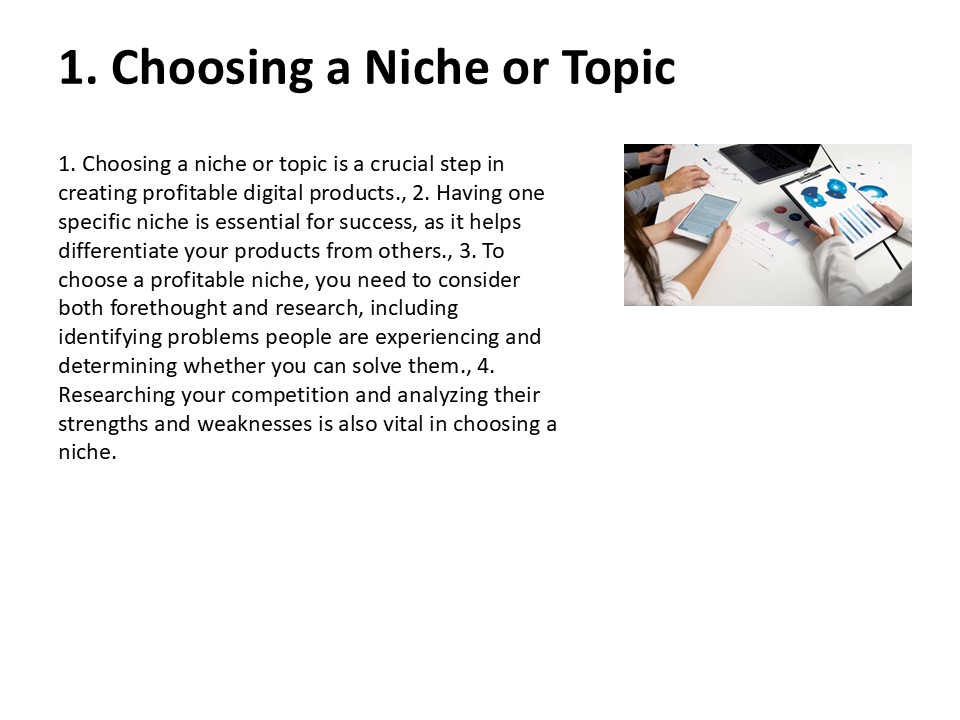 1. Choosing a Niche or Topic
1. Choosing a niche or topic is a crucial step in
creating profitable digital products., 2. Having one
specific niche is essential for success, as it helps
differentiate your products from others., 3. To
choose a profitable niche, you need to consider
both forethought and research, including
identifying problems people are experiencing and
determining whether you can solve them., 4.
Researching your competition and analyzing their
strengths and weaknesses is also vital in choosing a
niche.